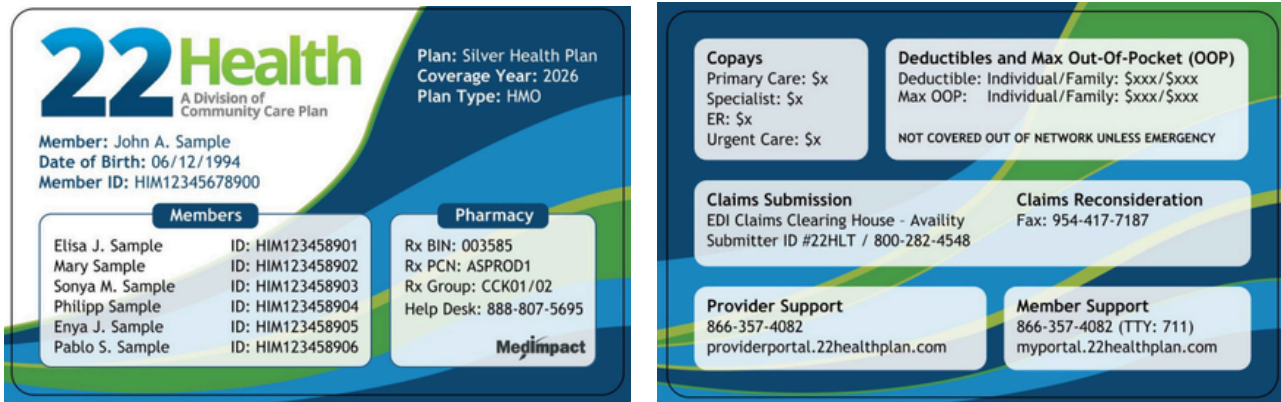 22 Health
A Division of
Community Care Plan
Plan: Silver Health Plan
Coverage Year: 2026
Plan Type: HMO
Member: John A. Sample
Date of Birth: 06/12/1994
Member ID: HIM12345678900
Members
Elisa J. Sample ID: HIM123458901
Mary Sample ID: HIM123458902
Sonya M. Sample ID: HIM123458903
Philipp Sample ID: HIM123458904
Enya J. Sample ID: HIM123458905
Pablo S. Sample ID: HIM123458906
Pharmacy
Rx BIN: 003585
Rx PCN: ASPROD1
Rx Group: CCK01/02
Help Desk: 888-807-5695
Medimpact
Copays
Primary Care: $x
Specialist: $x
ER: $x
Urgent Care: $x
Deductibles and Max Out-Of-Pocket (OOP)
Deductible: Individual/Family: $xxx/$xxx
Max OOP: Individual/Family: $xxx/$xxx
NOT COVERED OUT OF NETWORK UNLESS EMERGENCY
Claims Submission
EDI Claims Clearing House - Availity
Submitter ID #22HLT / 800-282-4548
Claims Reconsideration
Fax: 954-417-7187
Provider Support
866-357-4082
providerportal.22healthplan.com
Member Support
866-357-4082 (TTY: 711)
myportal.22healthplan.com